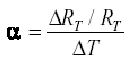 α = (ΔR_T / R_T) / ΔT